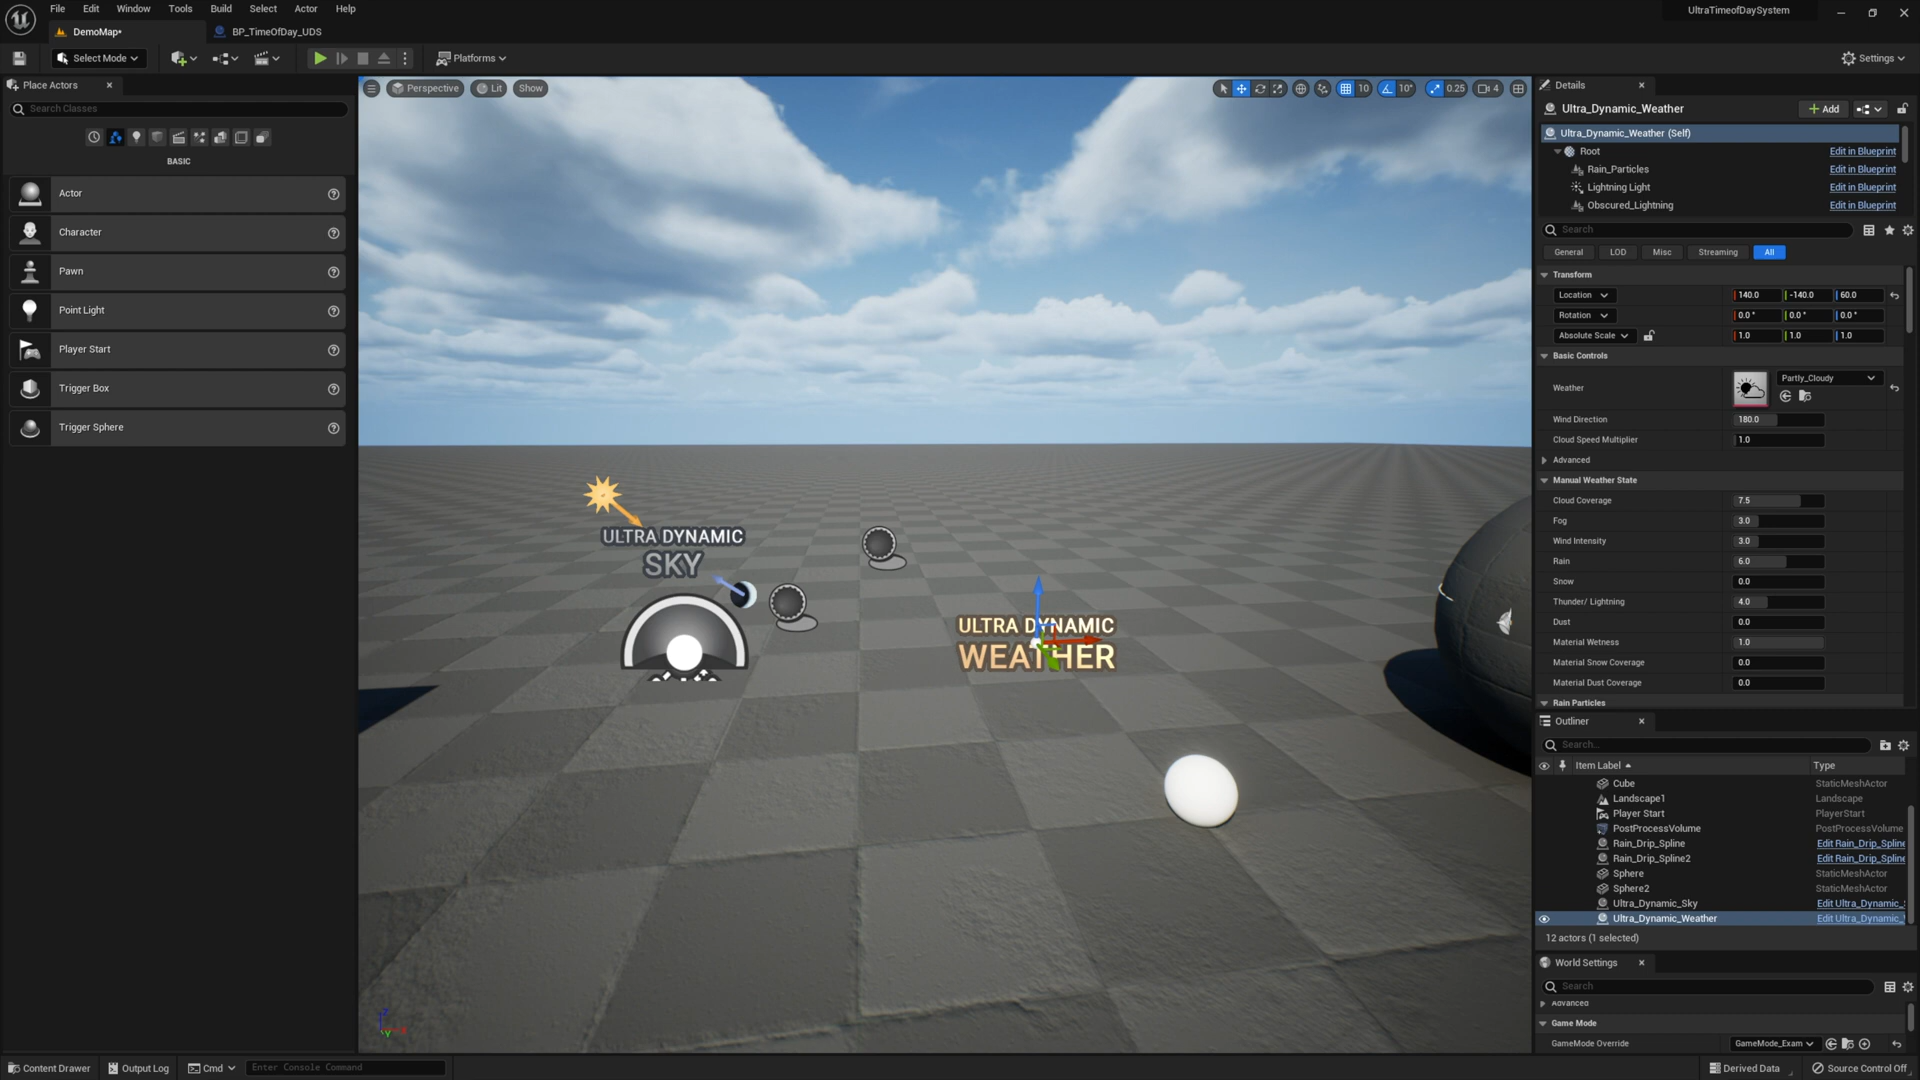 File Edit Window Tools Build Select Actor Help
UltraTimeofDaySystem
DemoMap*
BP_TimeOfDay_UDS
Select Mode
Platforms
Settings
Place Actors
Search Classes
BASIC
Actor
Character
Pawn
Point Light
Player Start
Trigger Box
Trigger Sphere
Perspective Lit Show
10 10° 0.25 4
ULTRA DYNAMIC
SKY
ULTRA DYNAMIC
WEATHER
Details
Ultra_Dynamic_Weather
Add
Ultra_Dynamic_Weather (Self)
Root Edit in Blueprint
Rain_Particles Edit in Blueprint
Lightning Light Edit in Blueprint
Obscured_Lightning Edit in Blueprint
Search
General LOD Misc Streaming All
Transform
Location 140.0 -140.0 60.0
Rotation 0.0° 0.0° 0.0°
Absolute Scale 1.0 1.0 1.0
Basic Controls
Weather Partly_Cloudy
Wind Direction 180.0
Cloud Speed Multiplier 1.0
Advanced
Manual Weather State
Cloud Coverage 7.5
Fog 3.0
Wind Intensity 3.0
Rain 6.0
Snow 0.0
Thunder/ Lightning 4.0
Dust 0.0
Material Wetness 1.0
Material Snow Coverage 0.0
Material Dust Coverage 0.0
Rain Particles
Outliner
Search...
Item Label Type
Cube StaticMeshActor
Landscape1 Landscape
Player Start PlayerStart
PostProcessVolume PostProcessVolume
Rain_Drip_Spline Edit Rain_Drip_Spline
Rain_Drip_Spline2 Edit Rain_Drip_Spline
Sphere StaticMeshActor
Sphere2 StaticMeshActor
Ultra_Dynamic_Sky Edit Ultra_Dynamic_
Ultra_Dynamic_Weather Edit Ultra_Dynamic_
12 actors (1 selected)
World Settings
Search
Advanced
Game Mode
GameMode Override GameMode_Exam
Content Drawer Output Log Cmd Enter Console Command
Derived Data Source Control Off